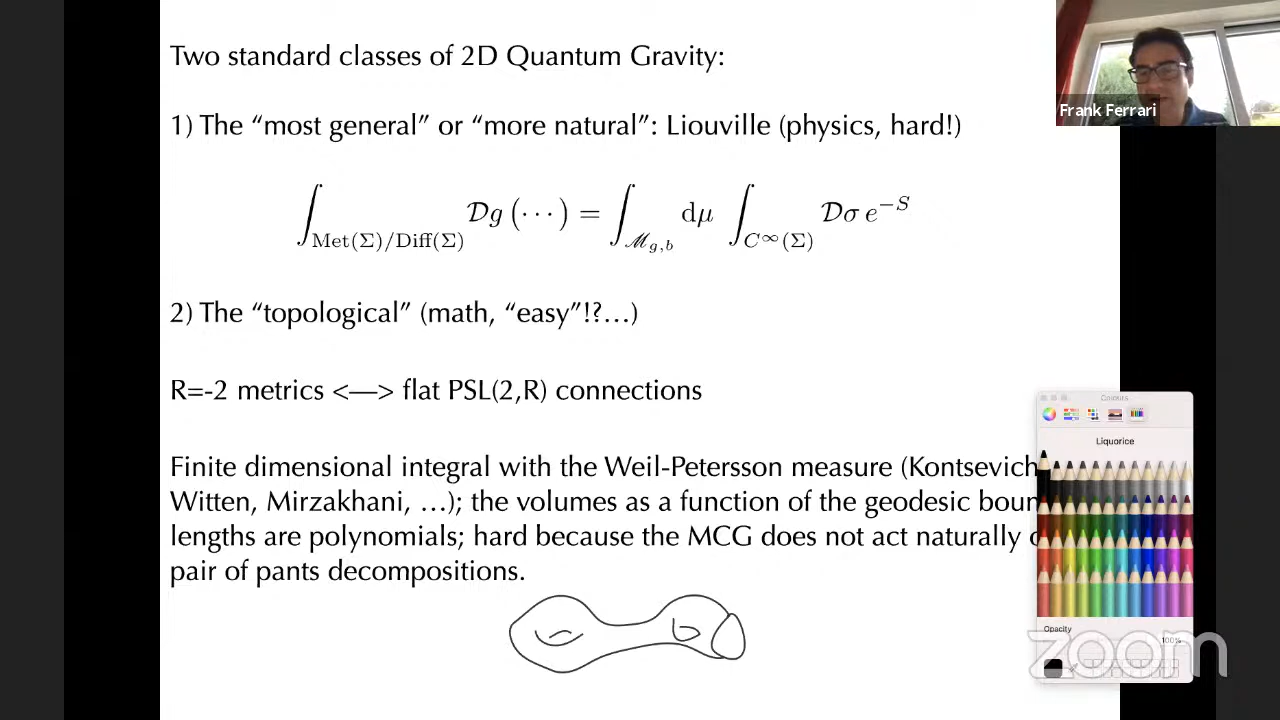 Two standard classes of 2D Quantum Gravity:
1) The “most general” or “more natural”: Liouville (physics, hard!)
∫_{Met(Σ)/Diff(Σ)} 𝒟g (⋯) = ∫_{ℳ_{g,b}} dμ ∫_{C^∞(Σ)} 𝒟σ e^{−S}
2) The “topological” (math, “easy”!?…)
R=-2 metrics <—> flat PSL(2,R) connections
Finite dimensional integral with the Weil-Petersson measure (Kontsevich
Witten, Mirzakhani, …); the volumes as a function of the geodesic boun
lengths are polynomials; hard because the MCG does not act naturally
pair of pants decompositions.
Frank Ferrari
Colours
Liquorice
Opacity
100%
zoom